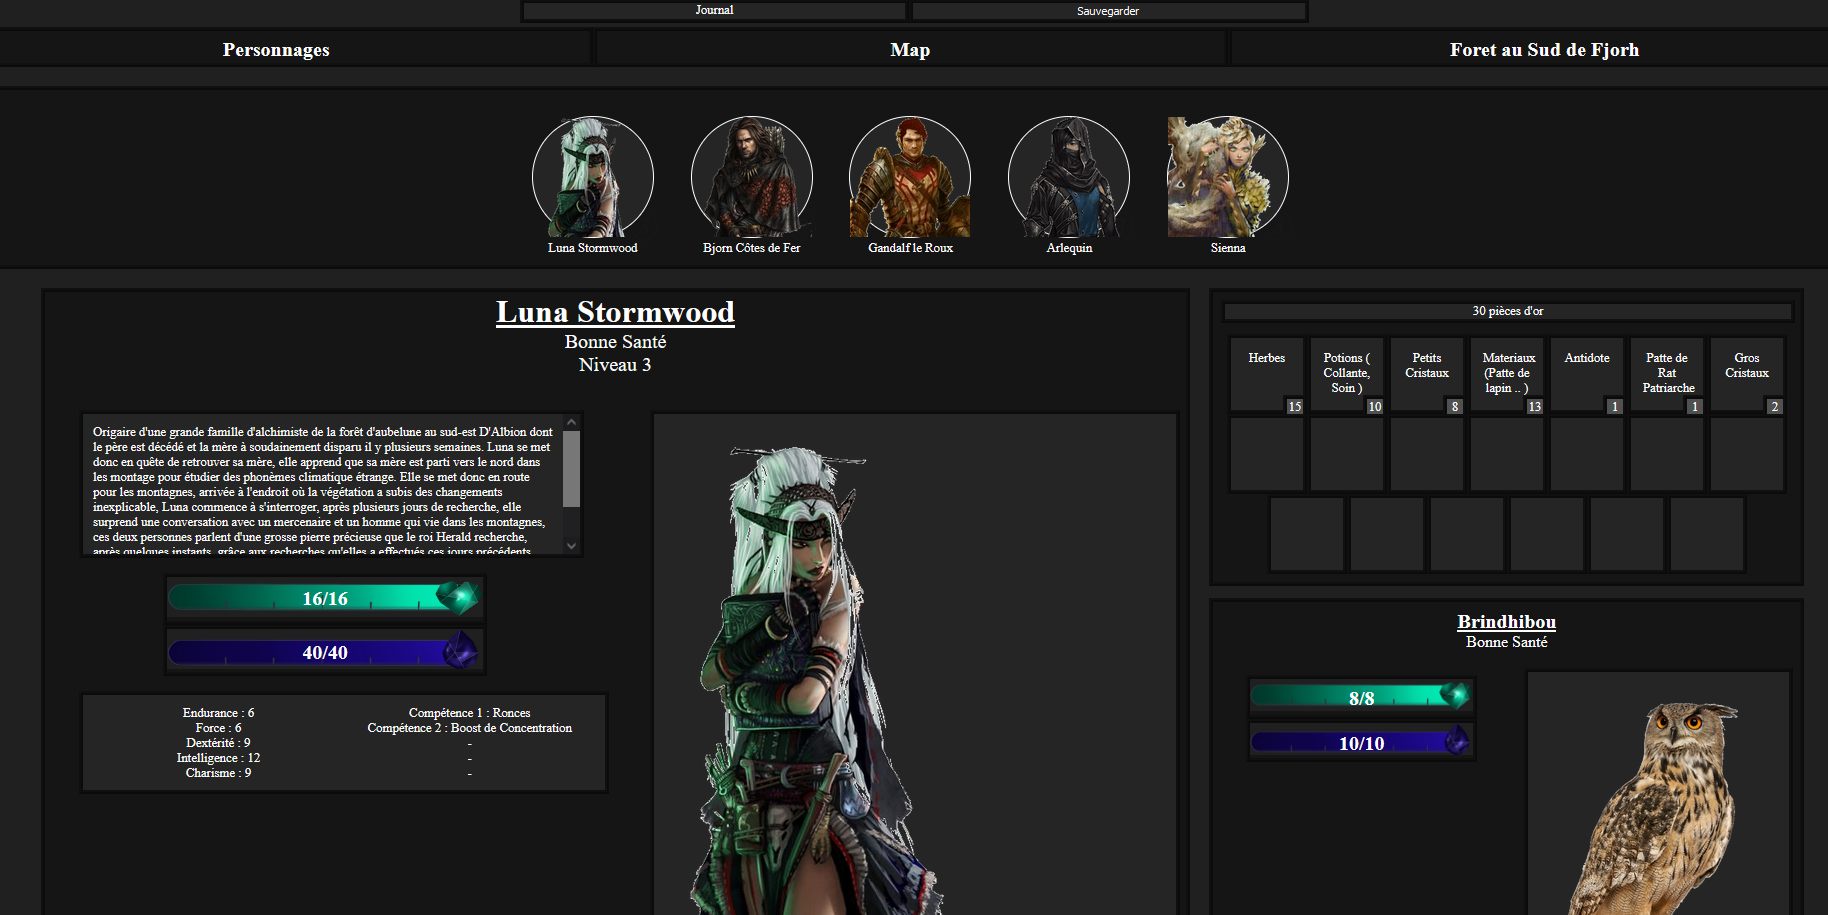 Journal
Sauvegarder
Personnages
Map
Foret au Sud de Fjorh
Luna Stormwood
Bjorn Côtes de Fer
Gandalf le Roux
Arlequin
Sienna
Luna Stormwood
Bonne Santé
Niveau 3
Origaire d'une grande famille d'alchimiste de la forêt d'aubelune au sud-est D'Albion dont
le père est décédé et la mère à soudainement disparu il y plusieurs semaines. Luna se met
donc en quête de retrouver sa mère, elle apprend que sa mère est parti vers le nord dans
les montage pour étudier des phonèmes climatique étrange. Elle se met donc en route
pour les montagnes, arrivée à l'endroit où la végétation a subis des changements
inexplicable, Luna commence à s'interroger, après plusieurs jours de recherche, elle
surprend une conversation avec un mercenaire et un homme qui vie dans les montagnes,
ces deux personnes parlent d'une grosse pierre précieuse que le roi Herald recherche,
après quelques instants, grâce aux recherches qu'elles a effectués ces jours précédents
16/16
40/40
Endurance : 6
Force : 6
Dextérité : 9
Intelligence : 12
Charisme : 9
Compétence 1 : Ronces
Compétence 2 : Boost de Concentration
-
-
-
30 pièces d'or
Herbes
15
Potions (
Collante,
Soin )
10
Petits
Cristaux
8
Materiaux
(Patte de
lapin .. )
13
Antidote
1
Patte de
Rat
Patriarche
1
Gros
Cristaux
2
Brindhibou
Bonne Santé
8/8
10/10